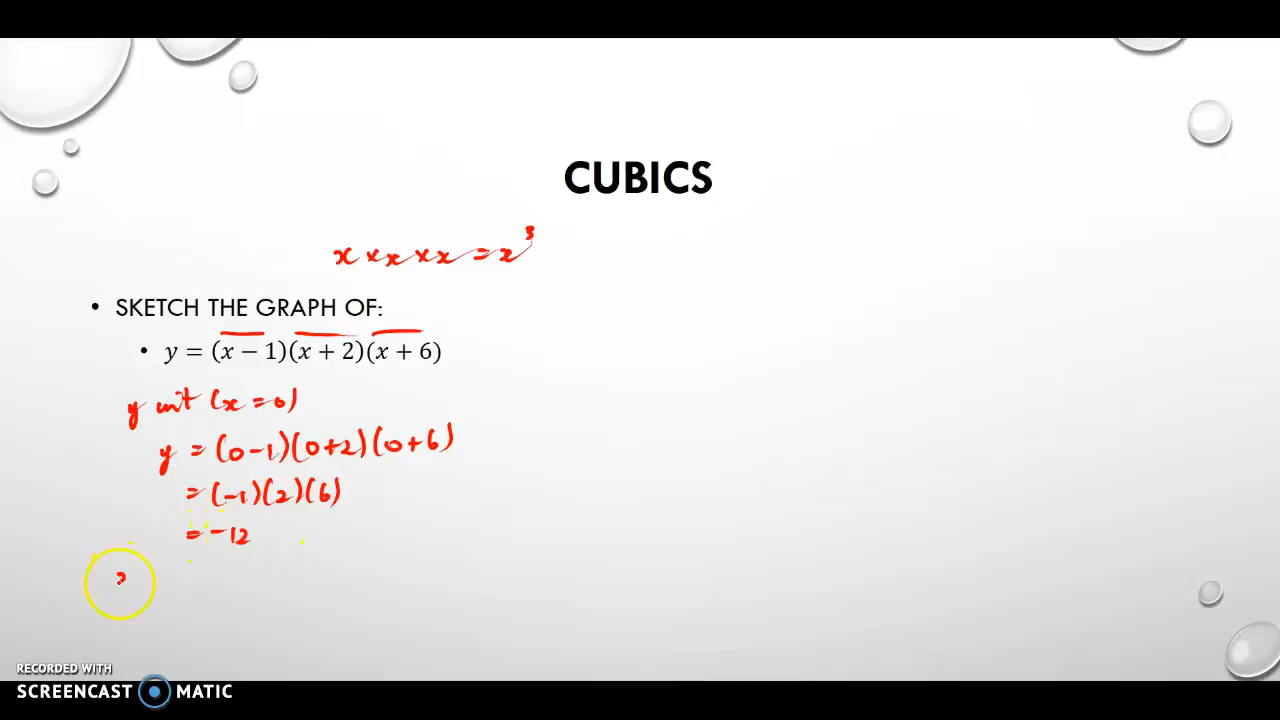 CUBICS
x × x × x = x³
• SKETCH THE GRAPH OF:
• y = (x − 1)(x + 2)(x + 6)
y int (x = 0)
y = (0-1)(0+2)(0+6)
= (-1)(2)(6)
= -12
RECORDED WITH
SCREENCAST MATIC